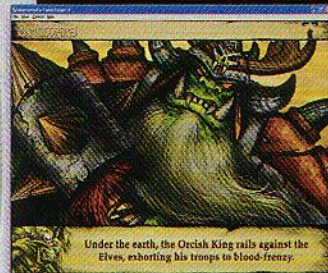 Under the earth, the Orcish King rails against the
Elves, exhorting his troops to blood-frenzy.